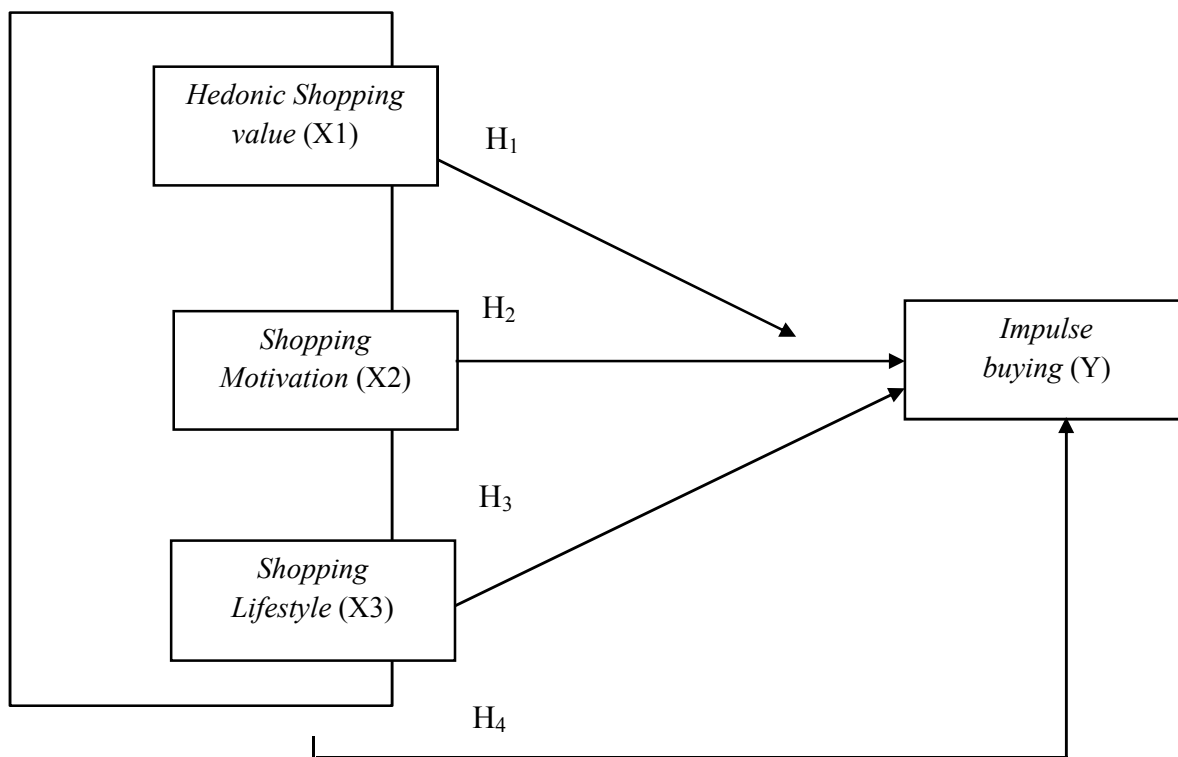 Hedonic Shopping
value (X1)
H₁
H₂
Shopping
Motivation (X2)
Impulse
buying (Y)
H₃
Shopping
Lifestyle (X3)
H₄